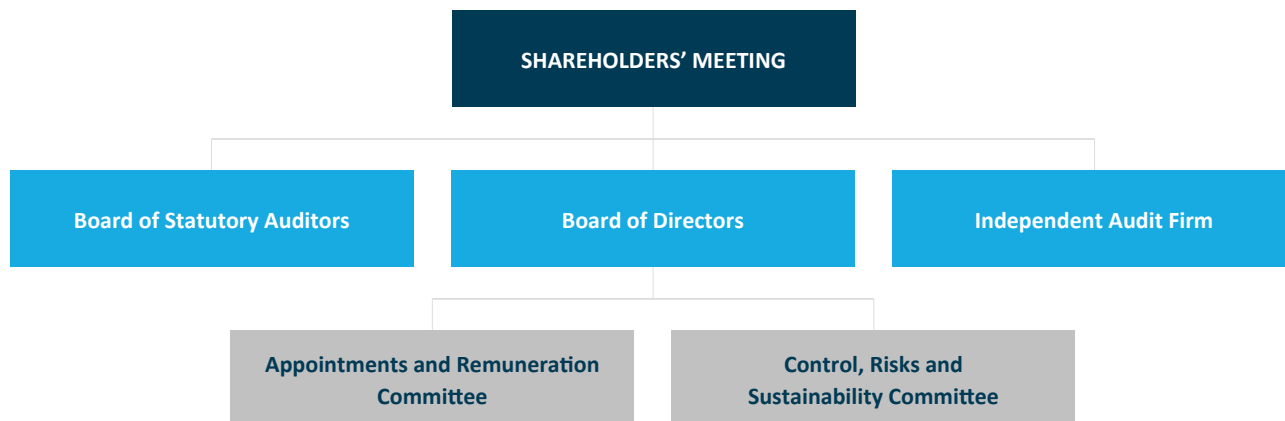 SHAREHOLDERS’ MEETING
Board of Statutory Auditors
Board of Directors
Independent Audit Firm
Appointments and Remuneration
Committee
Control, Risks and
Sustainability Committee